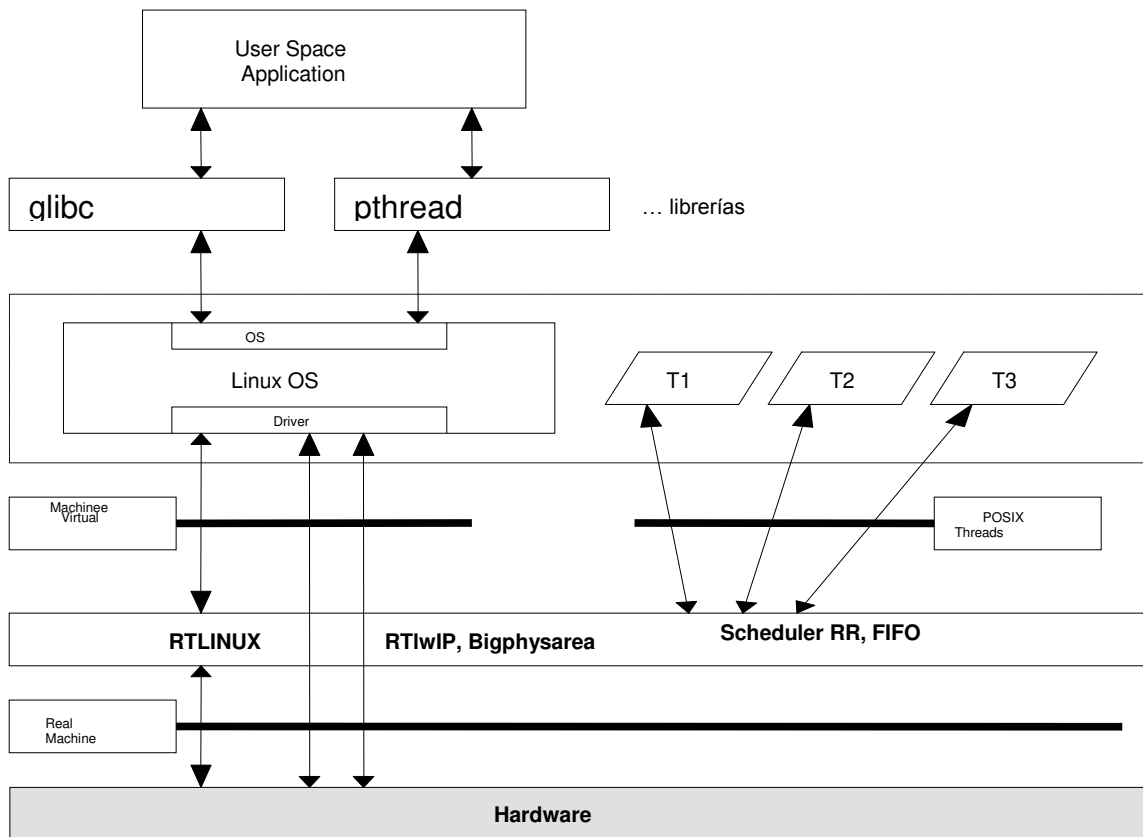 User Space
Application
glibc
pthread
… librerías
OS
Linux OS
Driver
T1
T2
T3
Machinee
Virtual
POSIX
Threads
RTLINUX
RTlwIP, Bigphysarea
Scheduler RR, FIFO
Real
Machine
Hardware